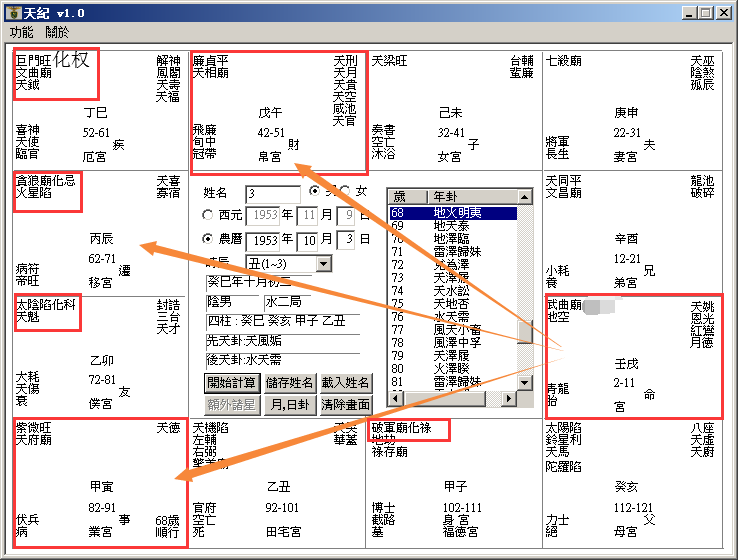 天紀 v1.0
功能 關於
巨門旺化权
文曲廟
天鉞
解神
鳳閣
天壽
天福
丁巳
喜神
天使
臨官
52-61
疾
厄宮
廉貞平
天相廟
天刑
天月
天貴
天空
咸池
天官
戊午
飛廉
旬中
冠帶
42-51
財
帛宮
天梁旺
台輔
蜚廉
己未
奏書
空亡
沐浴
32-41
子
女宮
七殺廟
天巫
陰煞
孤辰
庚申
將軍
長生
22-31
夫
妻宮
貪狼廟化忌
火星陷
天喜
寡宿
丙辰
病符
帝旺
62-71
遷
移宮
姓名 3 男 女
西元 1953 年 11 月 9 日
農曆 1953 年 10 月 3 日
時辰 丑(1~3)
癸巳年十月初三
陰男 水二局
四柱 : 癸巳 癸亥 甲子 乙丑
先天卦:天風姤
後天卦:水天需
開始計算 儲存姓名 載入姓名
額外諸星 月,日卦 清除畫面
歲 年卦
68 地火明夷
69 地天泰
70 地澤臨
71 雷澤歸妹
72 兌為澤
73 天澤履
74 天水訟
75 天地否
76 水天需
77 風天小畜
78 風澤中孚
79 天澤履
80 火澤睽
81 雷澤歸妹
天同平
文昌廟
龍池
破碎
辛酉
小耗
養
12-21
兄
弟宮
太陰陷化科
天魁
封誥
三台
天才
乙卯
大耗
天傷
衰
72-81
友
僕宮
武曲廟
地空
天姚
恩光
紅鸞
月德
壬戌
青龍
胎
2-11
命
宮
紫微旺
天府廟
天德
甲寅
伏兵
病
82-91
事
業宮
68歲
順行
天機陷
左輔
右弼
擎羊廟
天哭
華蓋
乙丑
官府
空亡
死
92-101
田宅宮
破軍廟化祿
地劫
祿存廟
甲子
博士
截路
墓
102-111
身 宮
福德宮
太陽陷
鈴星利
天馬
陀羅陷
八座
天虛
天廚
癸亥
力士
絕
112-121
父
母宮